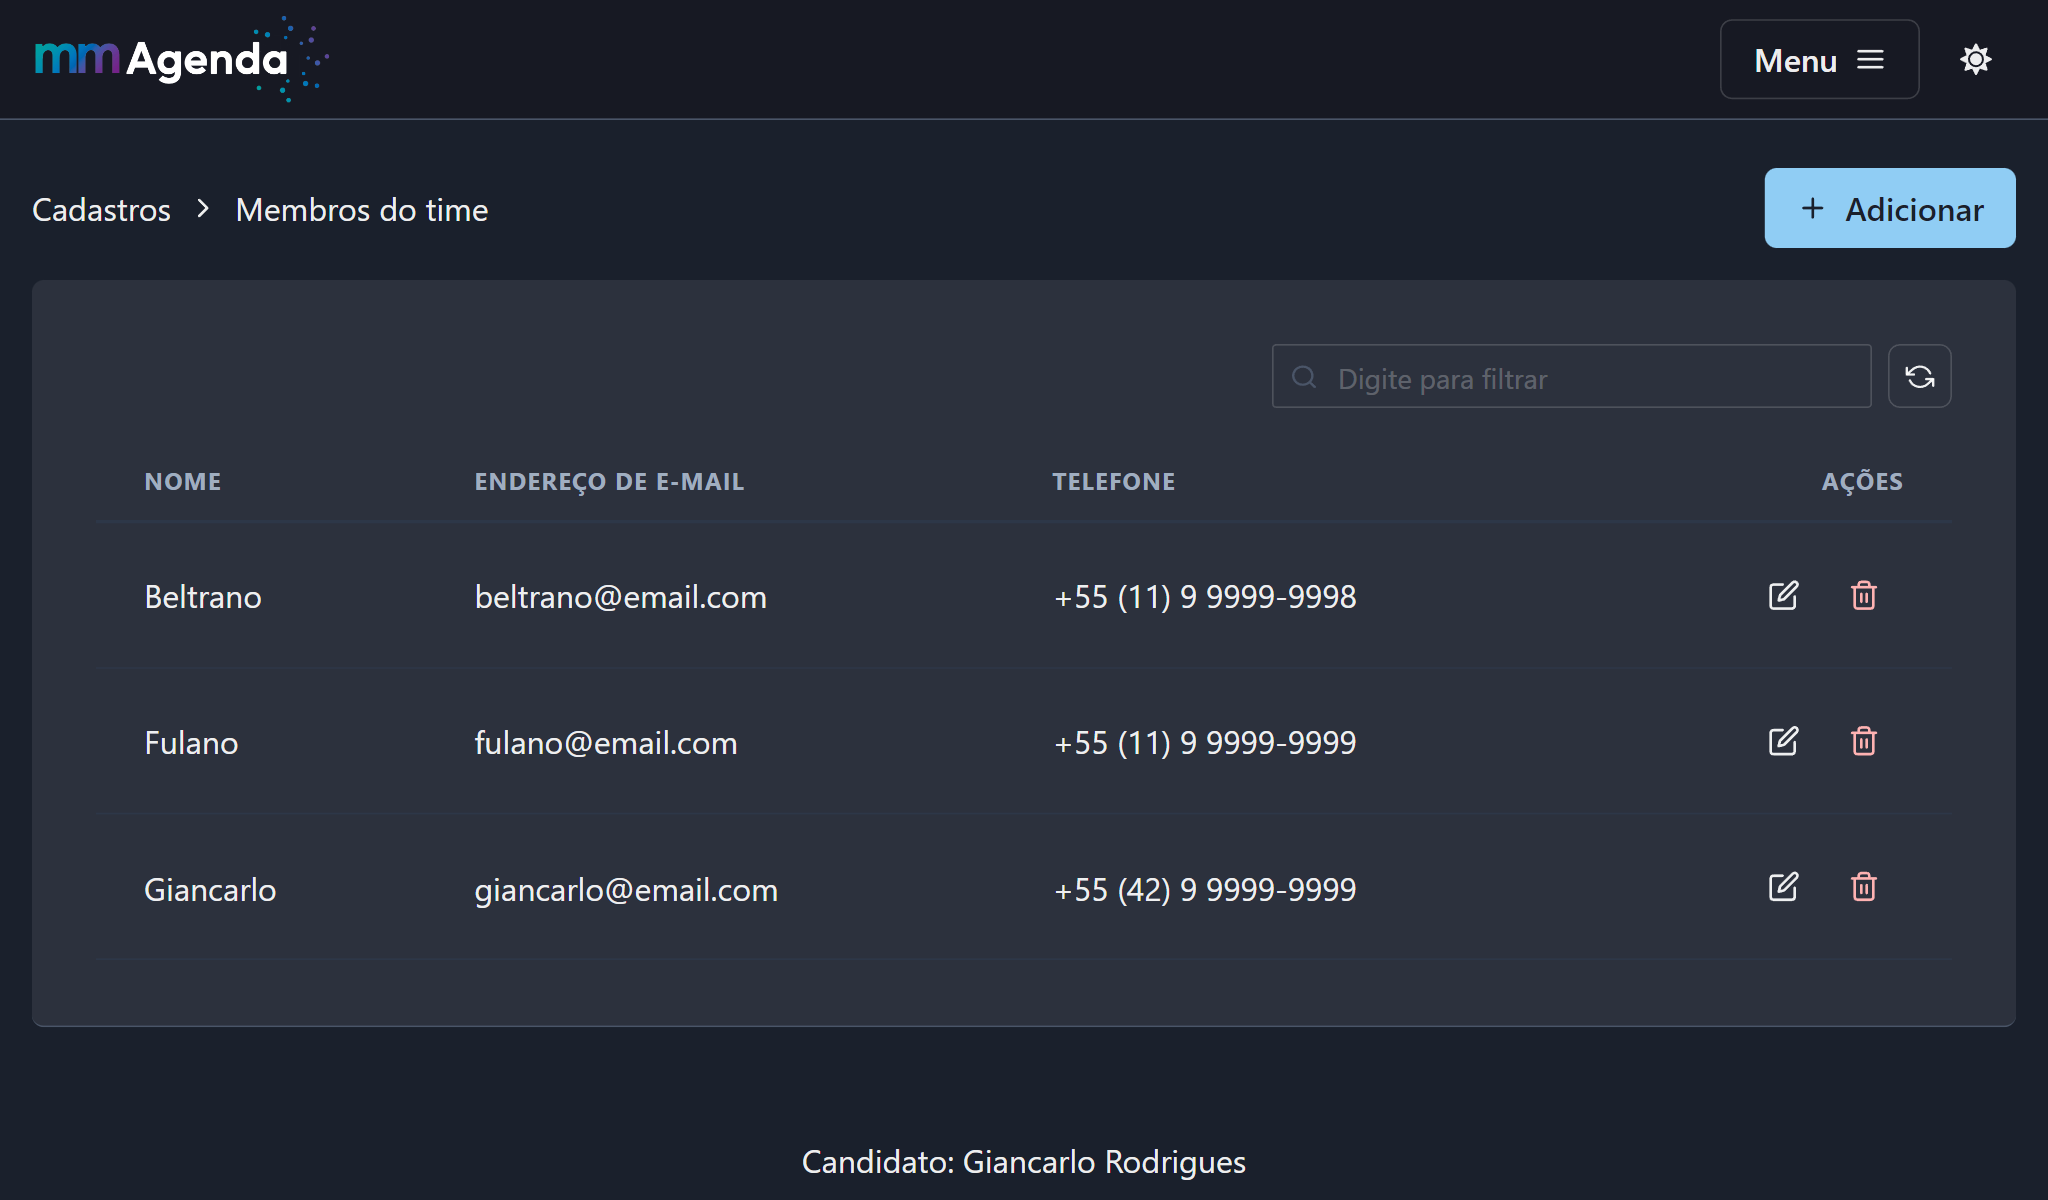 mm Agenda
Menu
Cadastros > Membros do time
+ Adicionar
Digite para filtrar
NOME ENDEREÇO DE E-MAIL TELEFONE AÇÕES
Beltrano beltrano@email.com +55 (11) 9 9999-9998
Fulano fulano@email.com +55 (11) 9 9999-9999
Giancarlo giancarlo@email.com +55 (42) 9 9999-9999
Candidato: Giancarlo Rodrigues